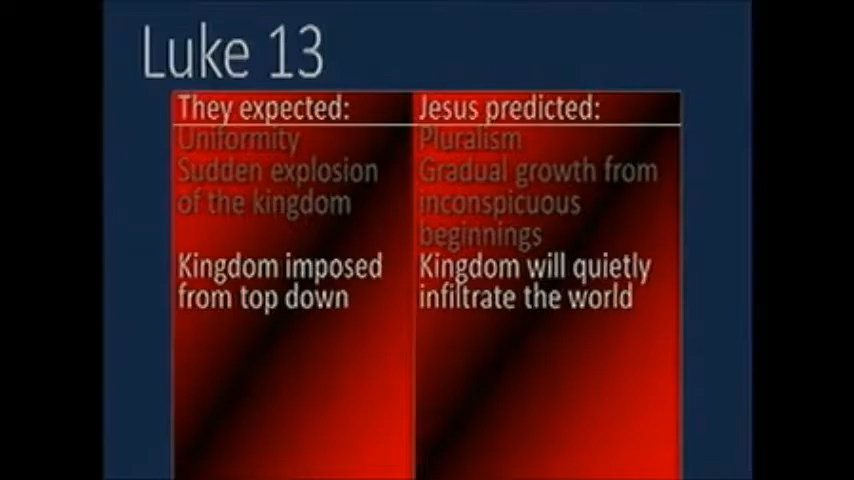 Luke 13
They expected:
Uniformity
Sudden explosion
of the kingdom
Kingdom imposed
from top down
Jesus predicted:
Pluralism
Gradual growth from
inconspicuous
beginnings
Kingdom will quietly
infiltrate the world